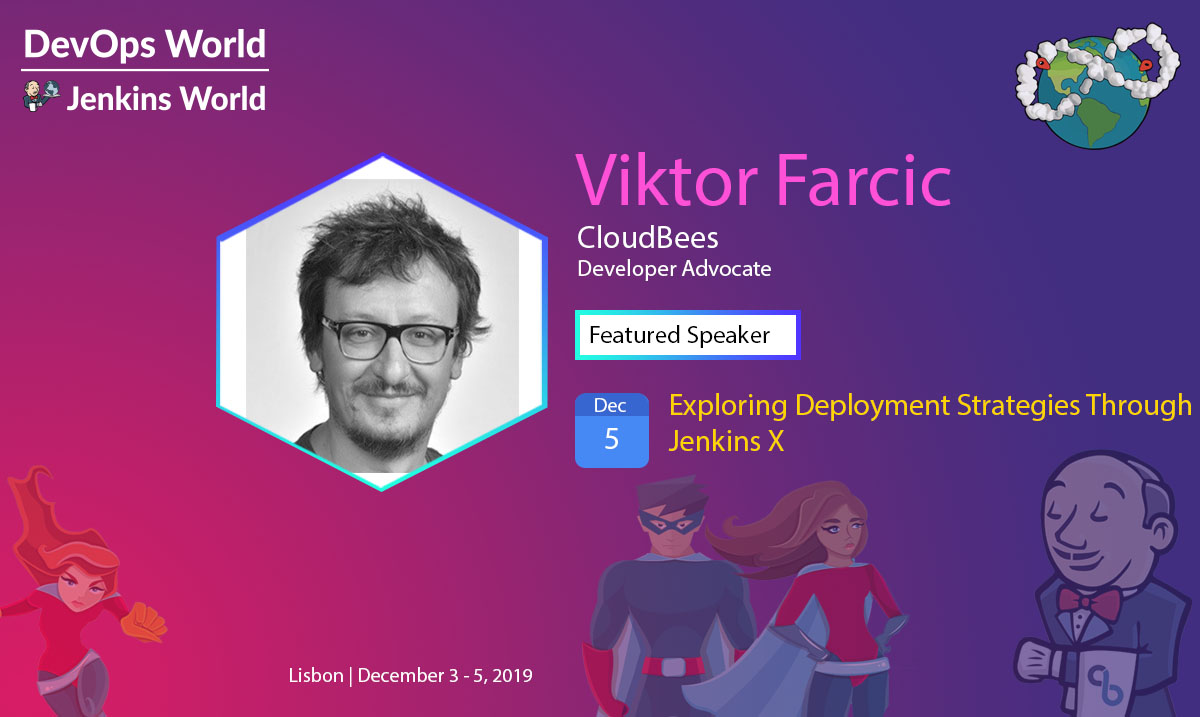 DevOps World
Jenkins World
Viktor Farcic
CloudBees
Developer Advocate
Featured Speaker
Dec
5
Exploring Deployment Strategies Through
Jenkins X
Lisbon | December 3 - 5, 2019